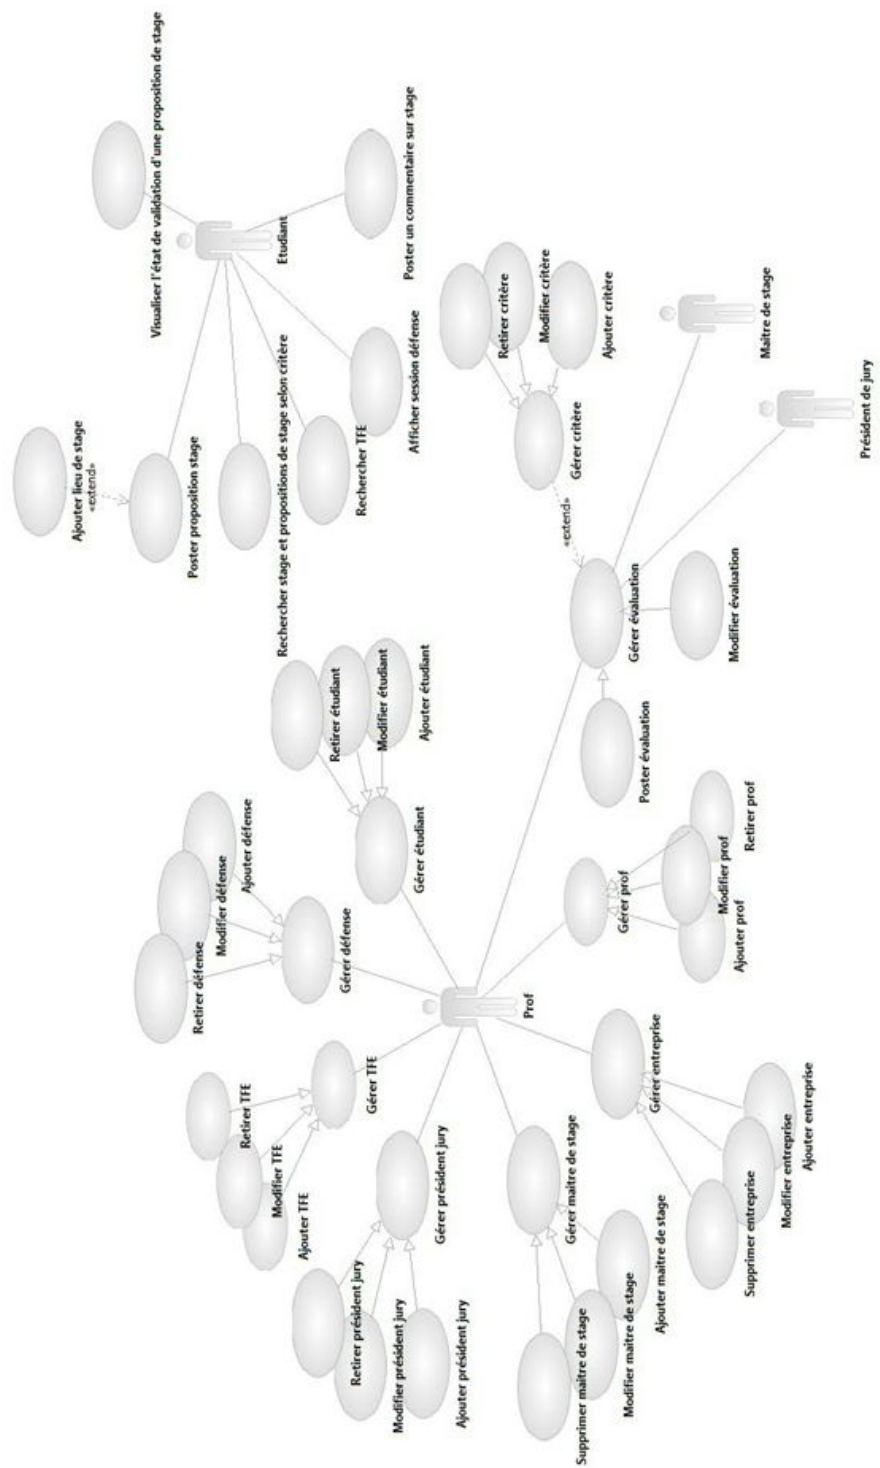 Visualiser l'état de validation d'une proposition de stage
Etudiant
Poster un commentaire sur stage
Ajouter lieu de stage
«extend»
Poster proposition stage
Rechercher stage et propositions de stage selon critère
Rechercher TFE
Afficher session défense
Retirer critère
Modifier critère
Ajouter critère
Gérer critère
«extend»
Maitre de stage
Président de jury
Gérer évaluation
Modifier évaluation
Poster évaluation
Retirer étudiant
Modifier étudiant
Ajouter étudiant
Gérer étudiant
Ajouter défense
Modifier défense
Retirer défense
Gérer défense
Gérer prof
Retirer prof
Modifier prof
Ajouter prof
Prof
Retirer TFE
Modifier TFE
Ajouter TFE
Gérer TFE
Gérer président jury
Retirer président jury
Modifier président jury
Ajouter président jury
Gérer maitre de stage
Ajouter maitre de stage
Modifier maitre de stage
Supprimer maitre de stage
Gérer entreprise
Ajouter entreprise
Modifier entreprise
Supprimer entreprise